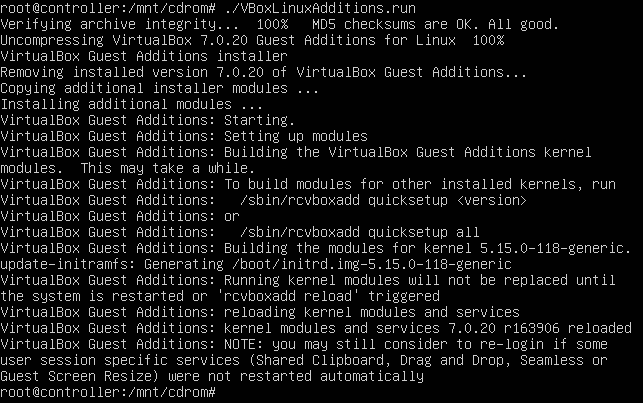 root@controller:/mnt/cdrom# ./VBoxLinuxAdditions.run
Verifying archive integrity...  100%   MD5 checksums are OK. All good.
Uncompressing VirtualBox 7.0.20 Guest Additions for Linux  100%
VirtualBox Guest Additions installer
Removing installed version 7.0.20 of VirtualBox Guest Additions...
Copying additional installer modules ...
Installing additional modules ...
VirtualBox Guest Additions: Starting.
VirtualBox Guest Additions: Setting up modules
VirtualBox Guest Additions: Building the VirtualBox Guest Additions kernel
modules.  This may take a while.
VirtualBox Guest Additions: To build modules for other installed kernels, run
VirtualBox Guest Additions:   /sbin/rcvboxadd quicksetup <version>
VirtualBox Guest Additions: or
VirtualBox Guest Additions:   /sbin/rcvboxadd quicksetup all
VirtualBox Guest Additions: Building the modules for kernel 5.15.0-118-generic.
update-initramfs: Generating /boot/initrd.img-5.15.0-118-generic
VirtualBox Guest Additions: Running kernel modules will not be replaced until
the system is restarted or 'rcvboxadd reload' triggered
VirtualBox Guest Additions: reloading kernel modules and services
VirtualBox Guest Additions: kernel modules and services 7.0.20 r163906 reloaded
VirtualBox Guest Additions: NOTE: you may still consider to re-login if some
user session specific services (Shared Clipboard, Drag and Drop, Seamless or
Guest Screen Resize) were not restarted automatically
root@controller:/mnt/cdrom#